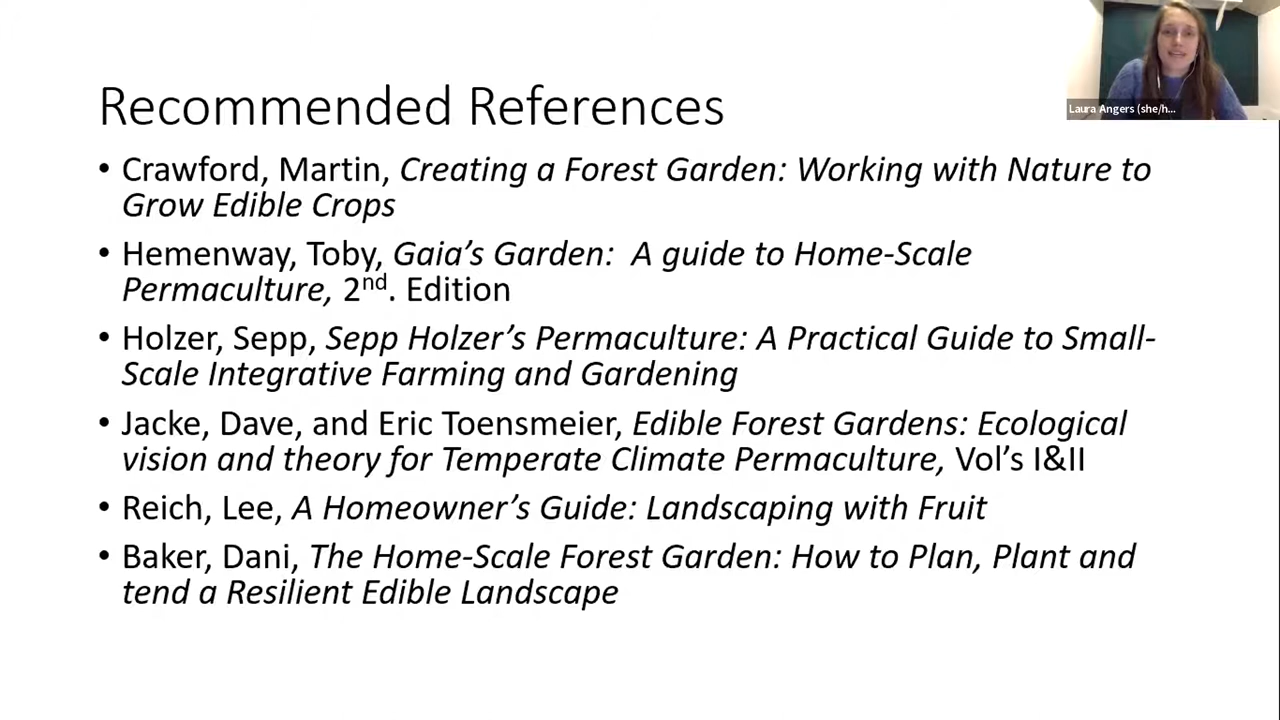 Laura Angers (she/h...
Recommended References
• Crawford, Martin, Creating a Forest Garden: Working with Nature to
Grow Edible Crops
• Hemenway, Toby, Gaia’s Garden:  A guide to Home-Scale
Permaculture, 2nd. Edition
• Holzer, Sepp, Sepp Holzer’s Permaculture: A Practical Guide to Small-
Scale Integrative Farming and Gardening
• Jacke, Dave, and Eric Toensmeier, Edible Forest Gardens: Ecological
vision and theory for Temperate Climate Permaculture, Vol’s I&II
• Reich, Lee, A Homeowner’s Guide: Landscaping with Fruit
• Baker, Dani, The Home-Scale Forest Garden: How to Plan, Plant and
tend a Resilient Edible Landscape